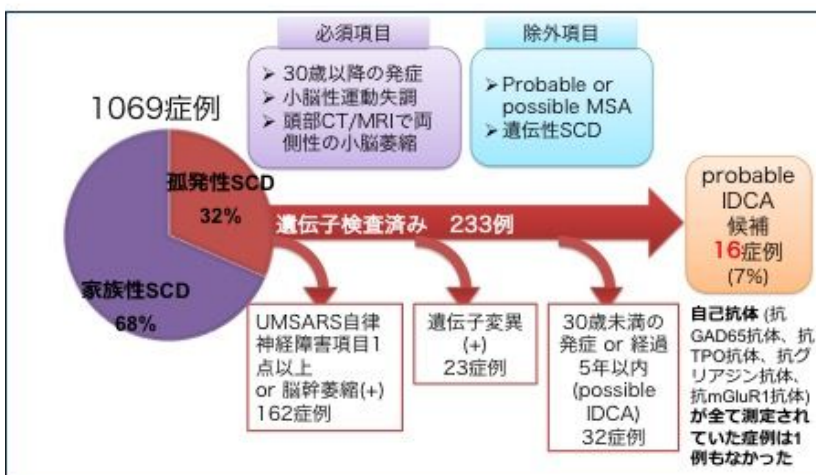 必須項目
➤ 30歳以降の発症
➤ 小脳性運動失調
➤ 頭部CT/MRIで両
側性の小脳萎縮
除外項目
➤ Probable or
possible MSA
➤ 遺伝性SCD
1069症例
孤発性SCD
32%
家族性SCD
68%
遺伝子検査済み 233例
probable
IDCA
候補
16症例
(7%)
UMSARS自律
神経障害項目1
点以上
or 脳幹萎縮(+)
162症例
遺伝子変異
(+)
23症例
30歳未満の
発症 or 経過
5年以内
(possible
IDCA)
32症例
自己抗体 (抗
GAD65抗体、抗
TPO抗体、抗グ
リアジン抗体、
抗mGluR1抗体)
が全て測定され
ていた症例は1
例もなかった